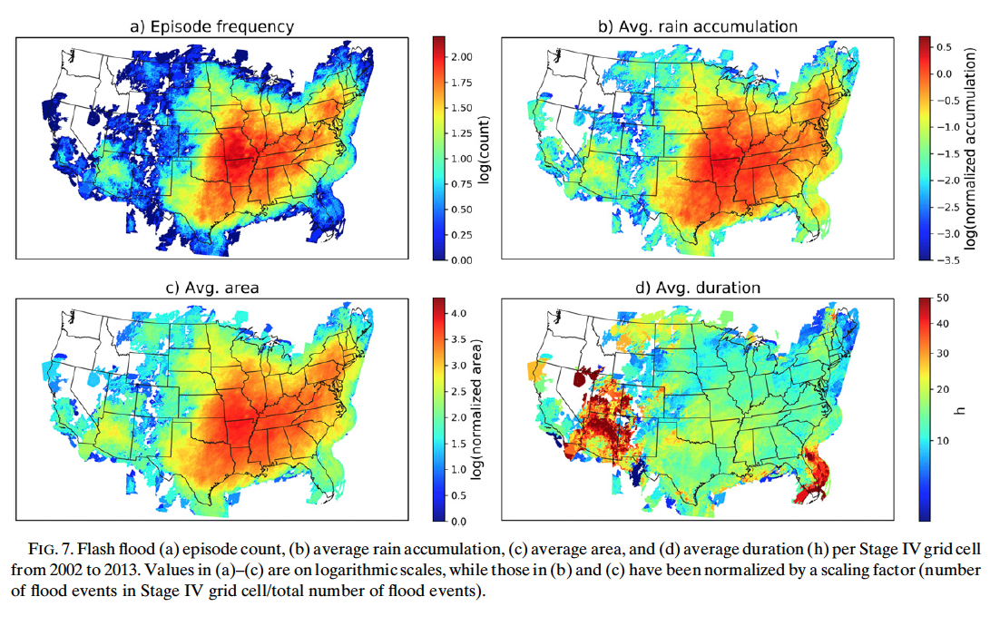 a) Episode frequency
2.00
1.75
1.50
1.25
1.00
0.75
0.50
0.25
0.00
log(count)
b) Avg. rain accumulation
0.5
0.0
−0.5
−1.0
−1.5
−2.0
−2.5
−3.0
−3.5
log(normalized accumulation)
c) Avg. area
4.0
3.5
3.0
2.5
2.0
1.5
1.0
0.5
0.0
log(normalized area)
d) Avg. duration
50
40
30
20
10
h
FIG. 7. Flash flood (a) episode count, (b) average rain accumulation, (c) average area, and (d) average duration (h) per Stage IV grid cell
from 2002 to 2013. Values in (a)–(c) are on logarithmic scales, while those in (b) and (c) have been normalized by a scaling factor (number
of flood events in Stage IV grid cell/total number of flood events).